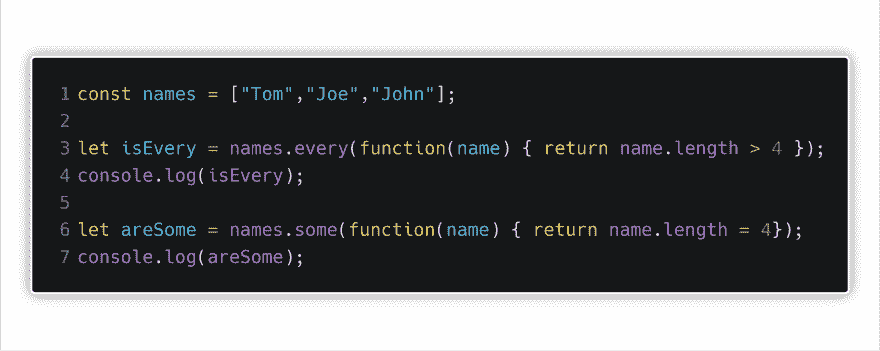 1 const names = ["Tom","Joe","John"];
2
3 let isEvery = names.every(function(name) { return name.length > 4 });
4 console.log(isEvery);
5
6 let areSome = names.some(function(name) { return name.length = 4});
7 console.log(areSome);